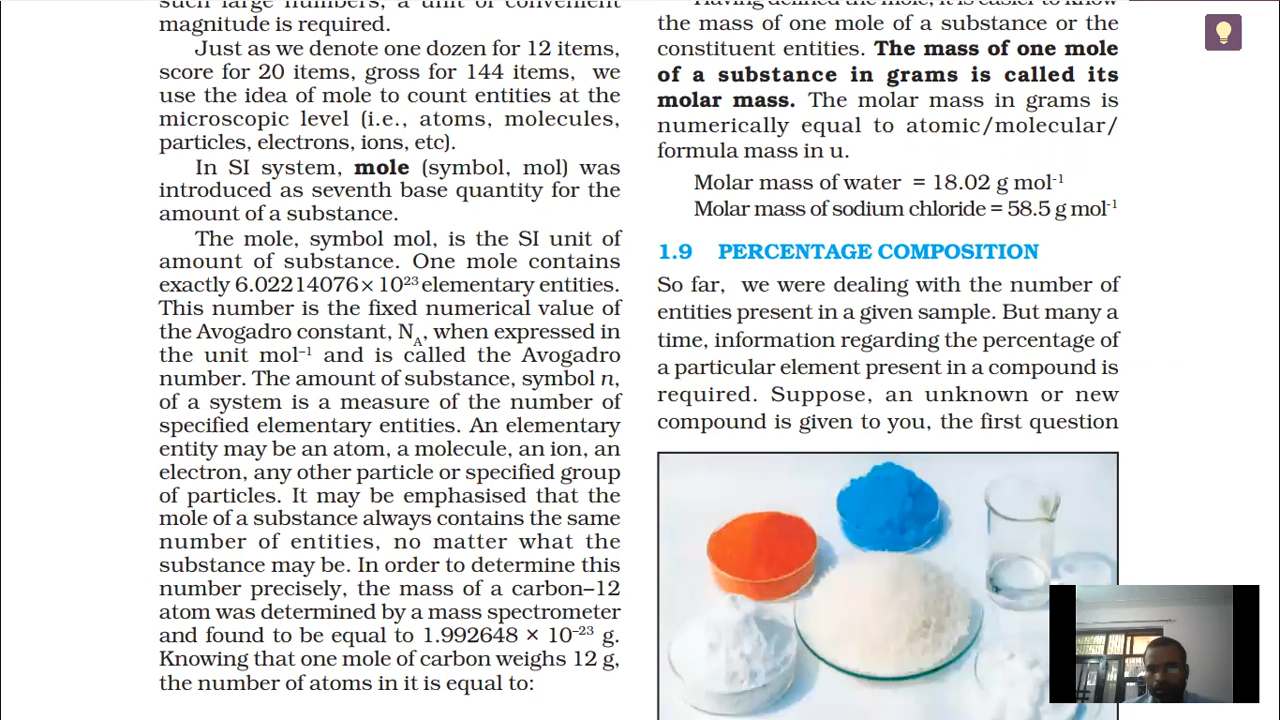 such large numbers, a unit of convenient
magnitude is required.
Just as we denote one dozen for 12 items,
score for 20 items, gross for 144 items, we
use the idea of mole to count entities at the
microscopic level (i.e., atoms, molecules,
particles, electrons, ions, etc).
In SI system, mole (symbol, mol) was
introduced as seventh base quantity for the
amount of a substance.
The mole, symbol mol, is the SI unit of
amount of substance. One mole contains
exactly 6.02214076×10²³ elementary entities.
This number is the fixed numerical value of
the Avogadro constant, N_A, when expressed in
the unit mol⁻¹ and is called the Avogadro
number. The amount of substance, symbol n,
of a system is a measure of the number of
specified elementary entities. An elementary
entity may be an atom, a molecule, an ion, an
electron, any other particle or specified group
of particles. It may be emphasised that the
mole of a substance always contains the same
number of entities, no matter what the
substance may be. In order to determine this
number precisely, the mass of a carbon–12
atom was determined by a mass spectrometer
and found to be equal to 1.992648 × 10⁻²³ g.
Knowing that one mole of carbon weighs 12 g,
the number of atoms in it is equal to:
Having defined the mole, it is easier to know
the mass of one mole of a substance or the
constituent entities. The mass of one mole
of a substance in grams is called its
molar mass. The molar mass in grams is
numerically equal to atomic/molecular/
formula mass in u.
Molar mass of water = 18.02 g mol⁻¹
Molar mass of sodium chloride = 58.5 g mol⁻¹
1.9 PERCENTAGE COMPOSITION
So far, we were dealing with the number of
entities present in a given sample. But many a
time, information regarding the percentage of
a particular element present in a compound is
required. Suppose, an unknown or new
compound is given to you, the first question